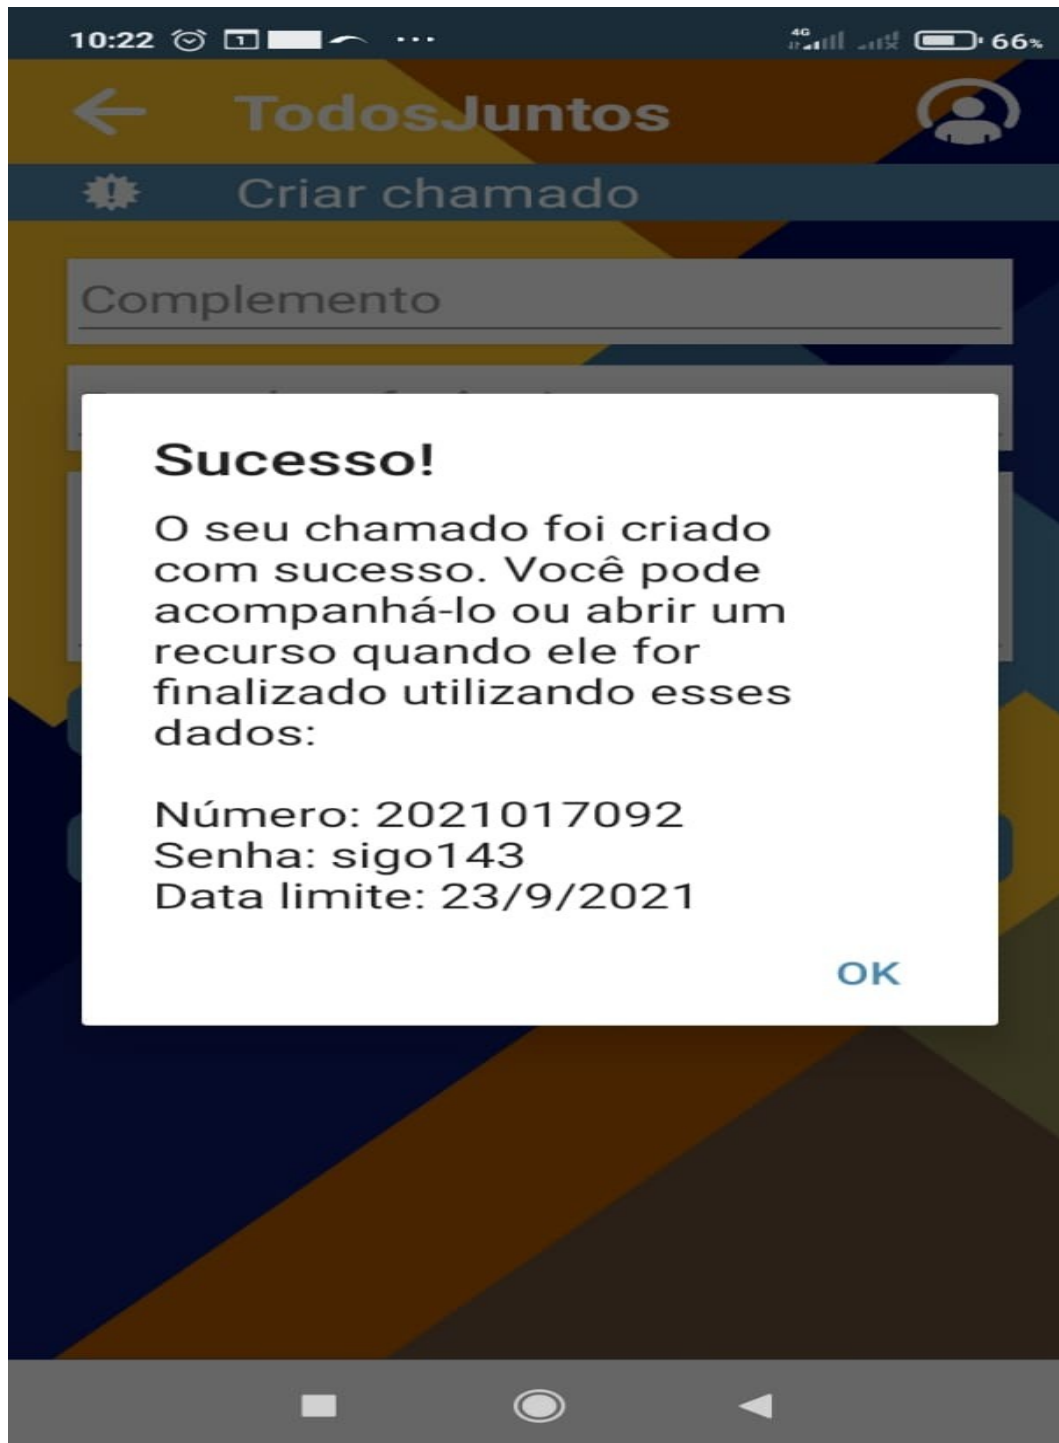 10:22 1 ... 4G 66%
TodosJuntos
Criar chamado
Complemento
Sucesso!
O seu chamado foi criado
com sucesso. Você pode
acompanhá-lo ou abrir um
recurso quando ele for
finalizado utilizando esses
dados:
Número: 2021017092
Senha: sigo143
Data limite: 23/9/2021
OK